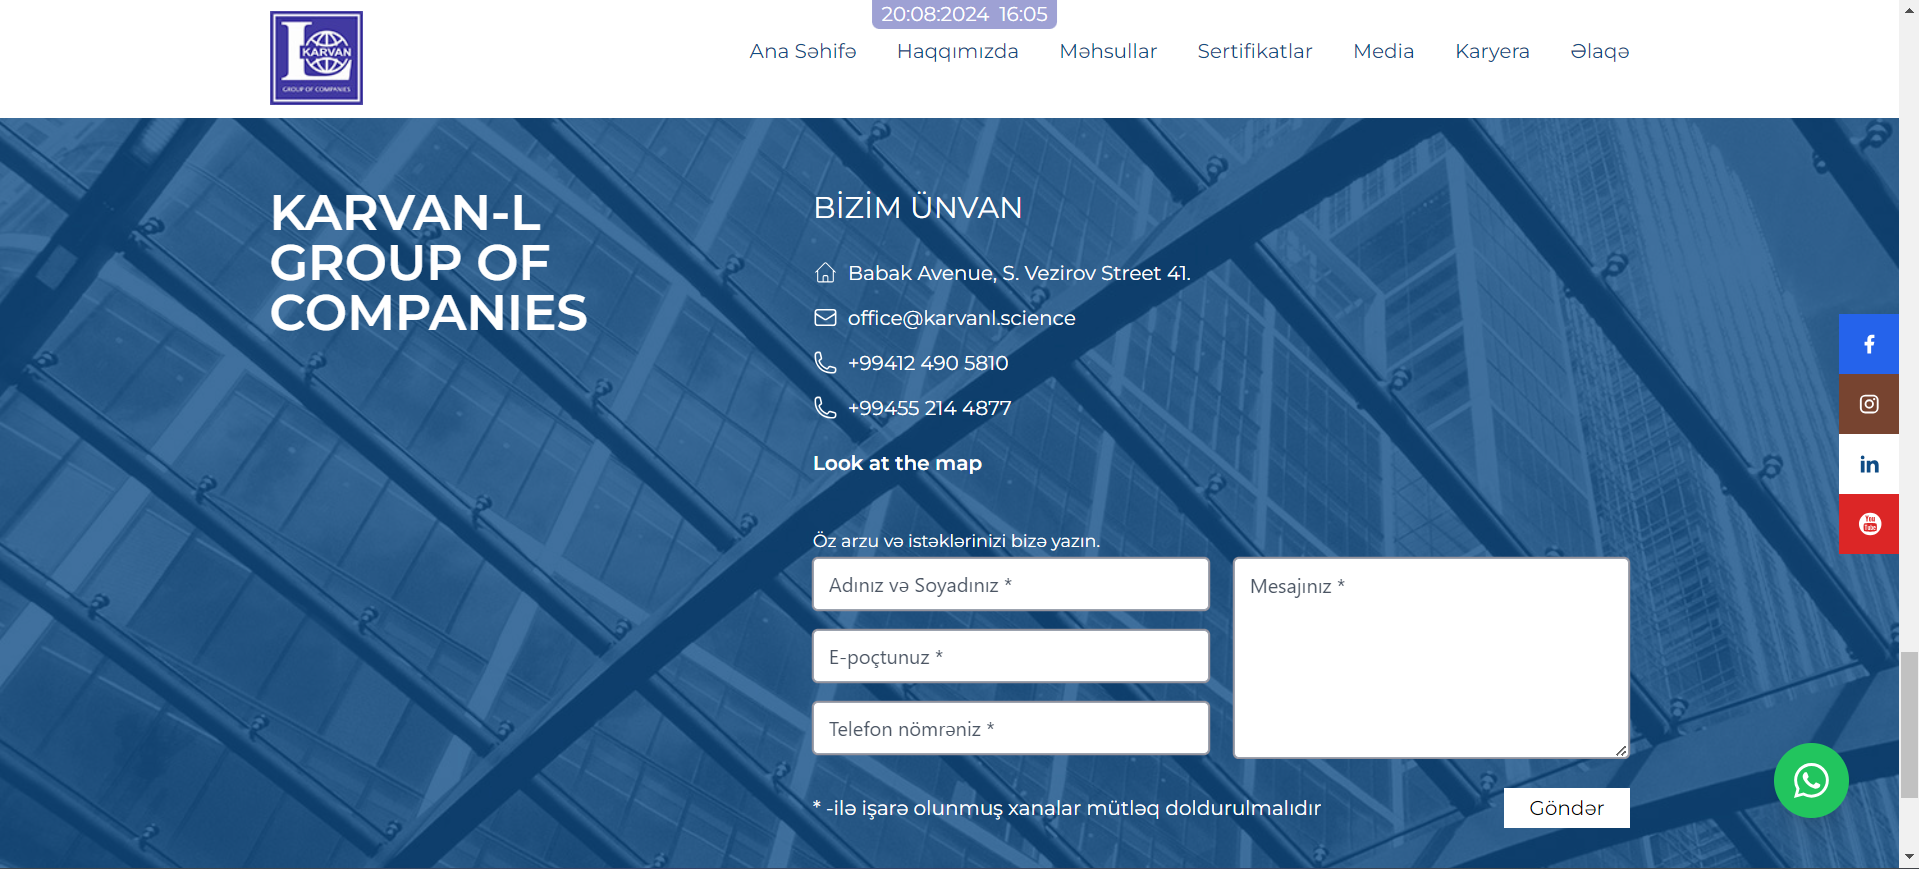 20:08:2024 16:05
L
KARVAN
GROUP OF COMPANIES
Ana Səhifə Haqqımızda Məhsullar Sertifikatlar Media Karyera Əlaqə
KARVAN-L
GROUP OF
COMPANIES
BİZİM ÜNVAN
Babak Avenue, S. Vezirov Street 41.
office@karvanl.science
+99412 490 5810
+99455 214 4877
Look at the map
Öz arzu və istəklərinizi bizə yazın.
Adınız və Soyadınız *
E-poçtunuz *
Telefon nömrəniz *
Mesajınız *
* -ilə işarə olunmuş xanalar mütləq doldurulmalıdır
Göndər
f
in
You
Tube